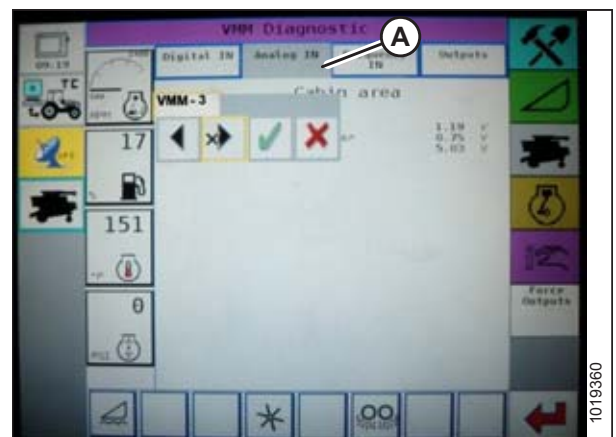 VMM Diagnostic
A
09:19
Digital IN
Analog IN
IN
Outputs
TC
VMM - 3
Cabin area
1.19 V
0.75 V
5.03 V
17
151
°F
0
PSI
Force
Outputs
1019360